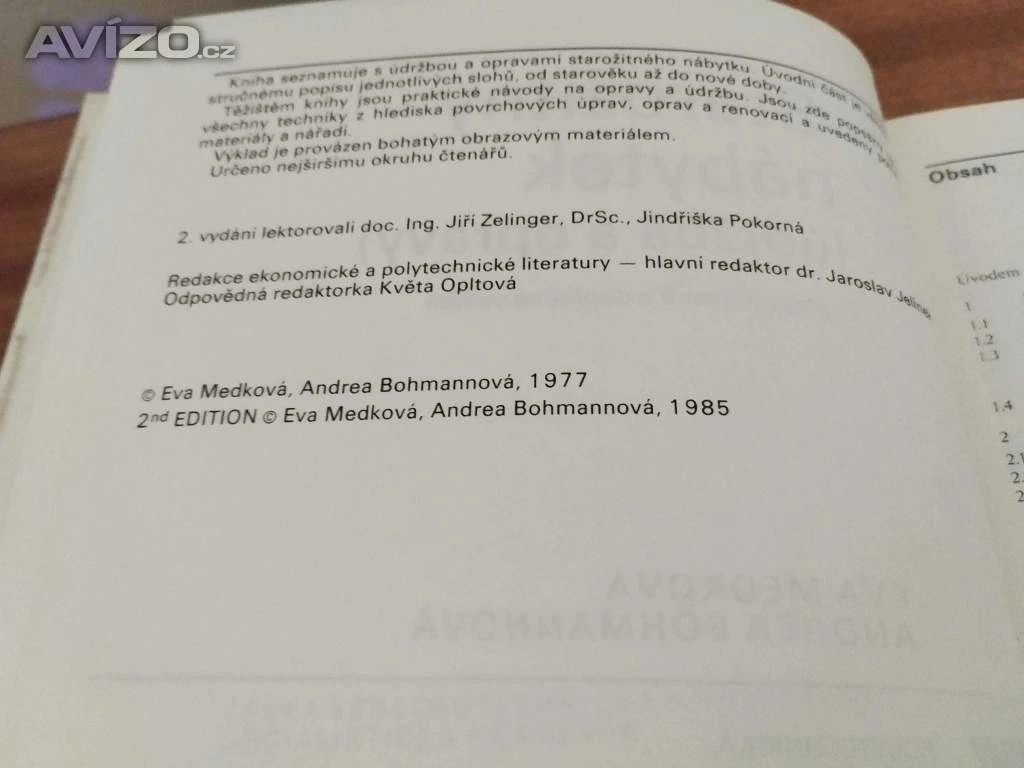 AVÍZO.cz
Kniha seznamuje s údržbou a opravami starožitného nábytku. Úvodní část je
stručnému popisu jednotlivých slohů, od starověku až do nové doby.
Těžištěm knihy jsou praktické návody na opravy a údržbu. Jsou zde popsány
všechny techniky z hlediska povrchových úprav, oprav a renovací a uvedeny
materiály a nářadí.
Výklad je provázen bohatým obrazovým materiálem.
Určeno nejširšímu okruhu čtenářů.
2. vydání lektorovali doc. Ing. Jiří Zelinger, DrSc., Jindřiška Pokorná
Redakce ekonomické a polytechnické literatury — hlavní redaktor dr. Jaroslav
Odpovědná redaktorka Květa Opltová
© Eva Medková, Andrea Bohmannová, 1977
2nd EDITION © Eva Medková, Andrea Bohmannová, 1985
Obsah
Úvodem
1
1.1
1.2
1.3
1.4
2
2.1
2.
2